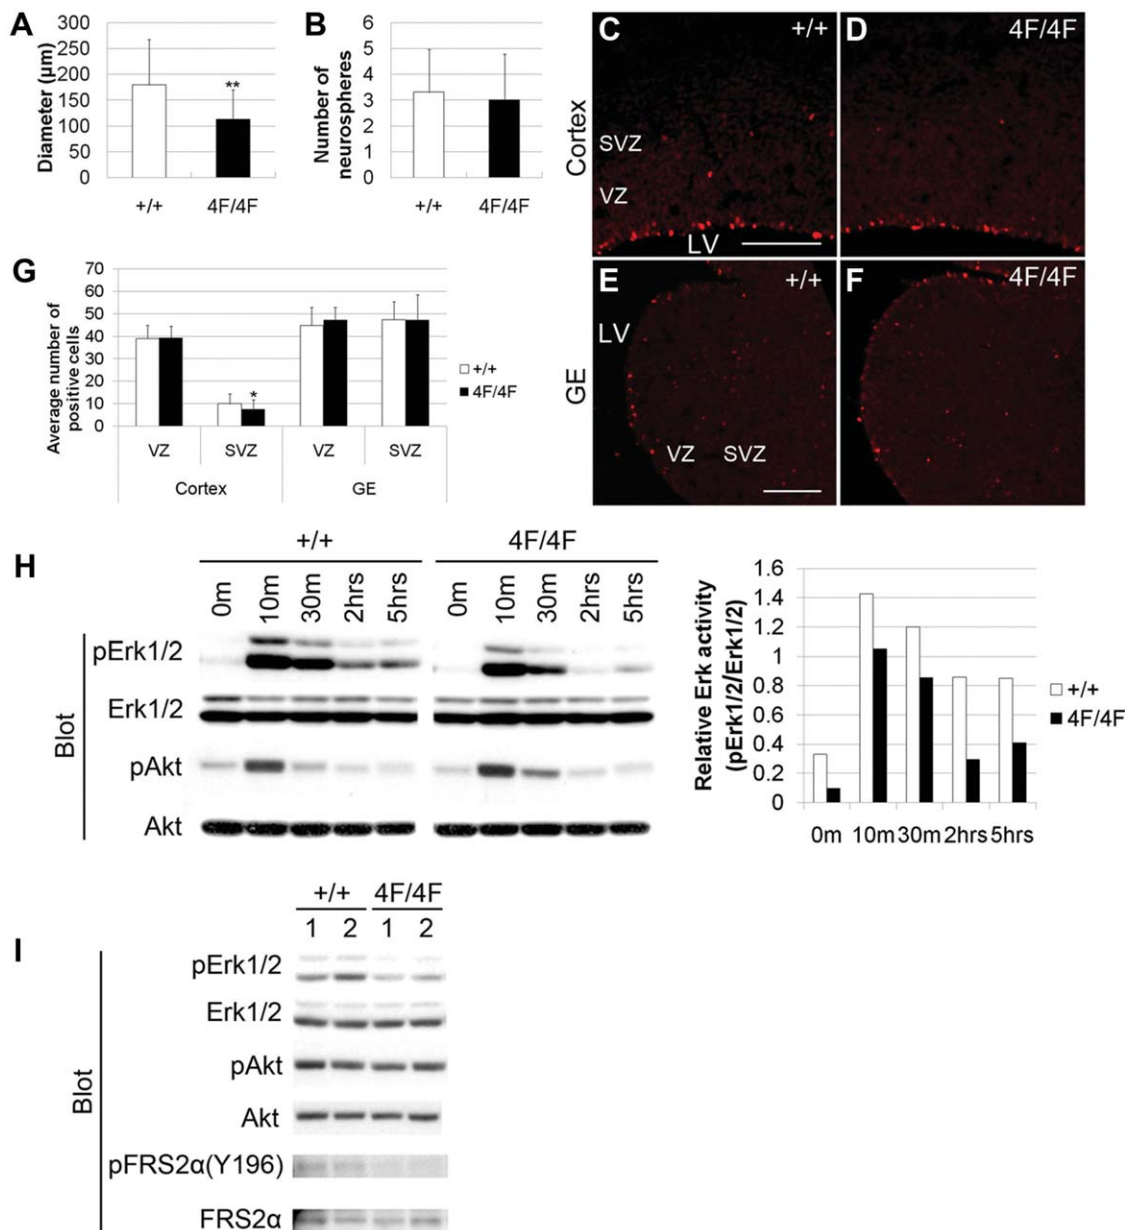 A
Diameter (µm)
300
250
200
150
100
50
0
**
+/+ 4F/4F
B
Number of
neurospheres
6
5
4
3
2
1
0
+/+ 4F/4F
C +/+
D 4F/4F
Cortex
SVZ
VZ
LV
E +/+
F 4F/4F
GE
LV
VZ SVZ
G
Average number of
positive cells
70
60
50
40
30
20
10
0
*
VZ SVZ VZ SVZ
Cortex GE
+/+
4F/4F
H
+/+ 4F/4F
0m 10m 30m 2hrs 5hrs 0m 10m 30m 2hrs 5hrs
Blot
pErk1/2
Erk1/2
pAkt
Akt
Relative Erk activity
(pErk1/2/Erk1/2)
1.6
1.4
1.2
1
0.8
0.6
0.4
0.2
0
0m 10m 30m 2hrs 5hrs
+/+
4F/4F
I
+/+ 4F/4F
1 2 1 2
Blot
pErk1/2
Erk1/2
pAkt
Akt
pFRS2α(Y196)
FRS2α